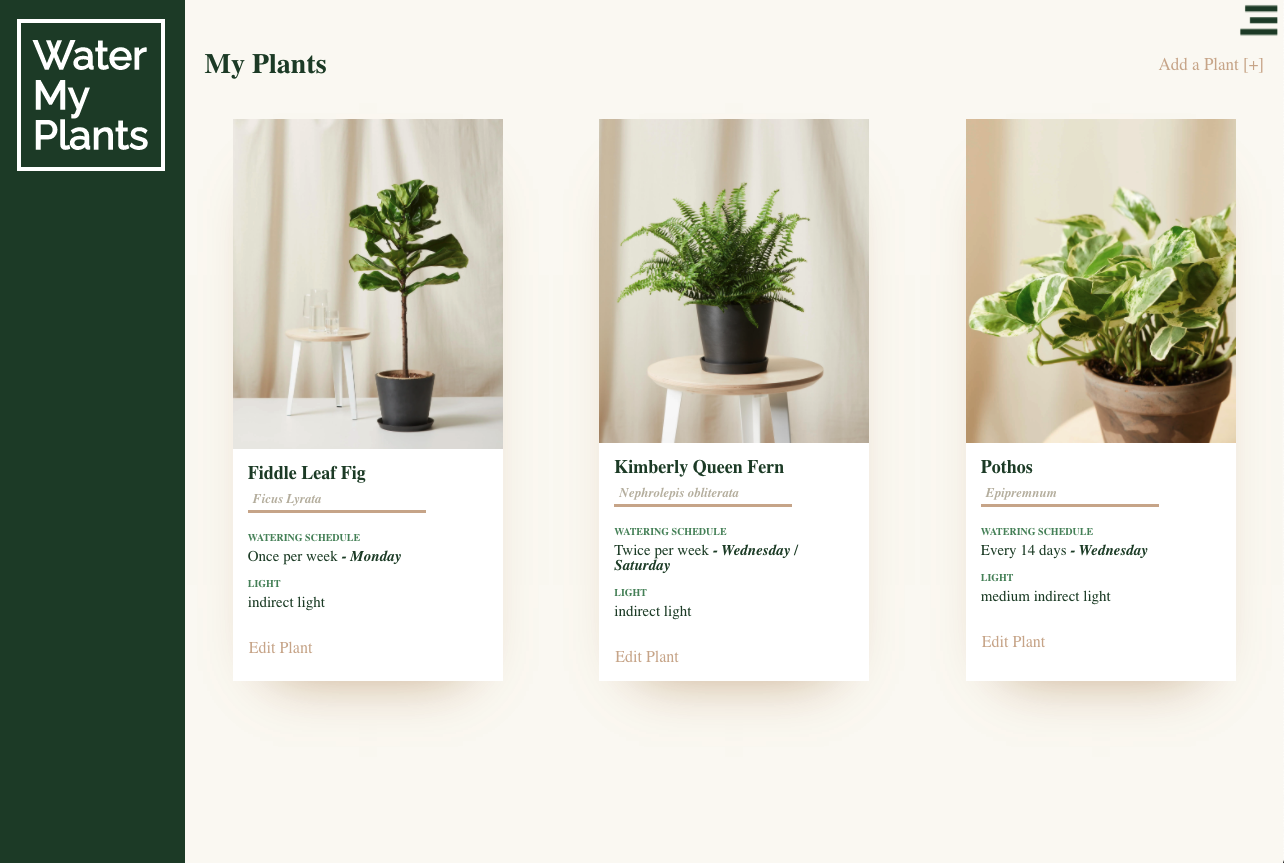 Water
My
Plants
My Plants
Add a Plant [+]
Fiddle Leaf Fig
Ficus Lyrata
WATERING SCHEDULE
Once per week - Monday
LIGHT
indirect light
Edit Plant
Kimberly Queen Fern
Nephrolepis obliterata
WATERING SCHEDULE
Twice per week - Wednesday /
Saturday
LIGHT
indirect light
Edit Plant
Pothos
Epipremnum
WATERING SCHEDULE
Every 14 days - Wednesday
LIGHT
medium indirect light
Edit Plant